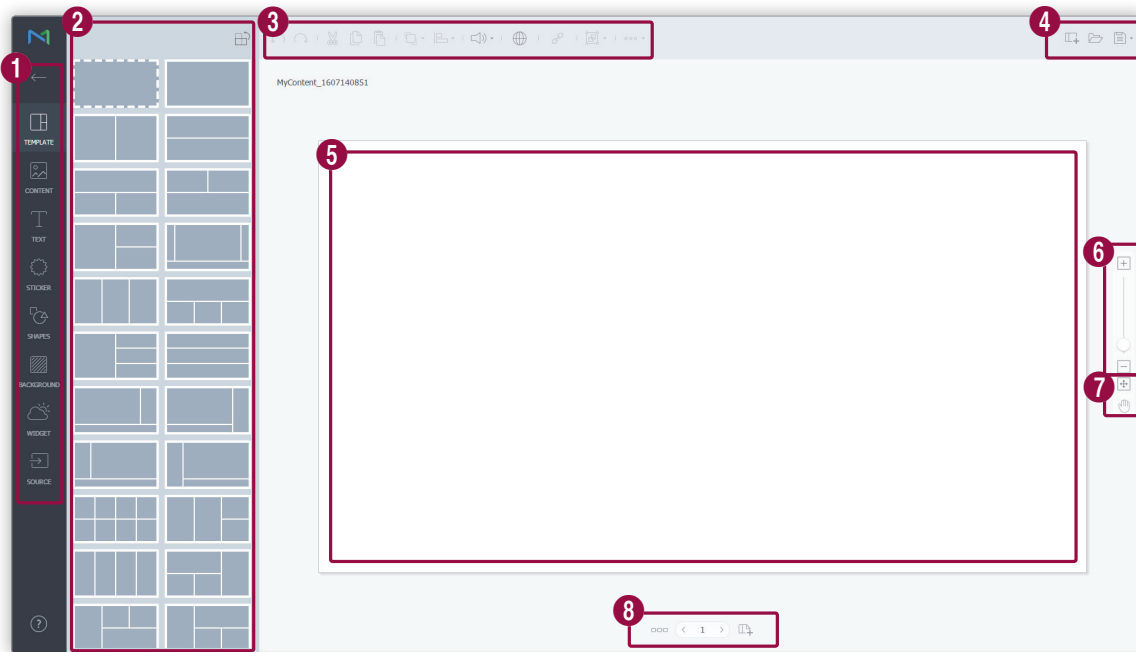 2
3
4
1
MyContent_1607140851
TEMPLATE
5
CONTENT
TEXT
6
STICKER
SHAPES
BACKGROUND
7
WIDGET
SOURCE
8
1
?